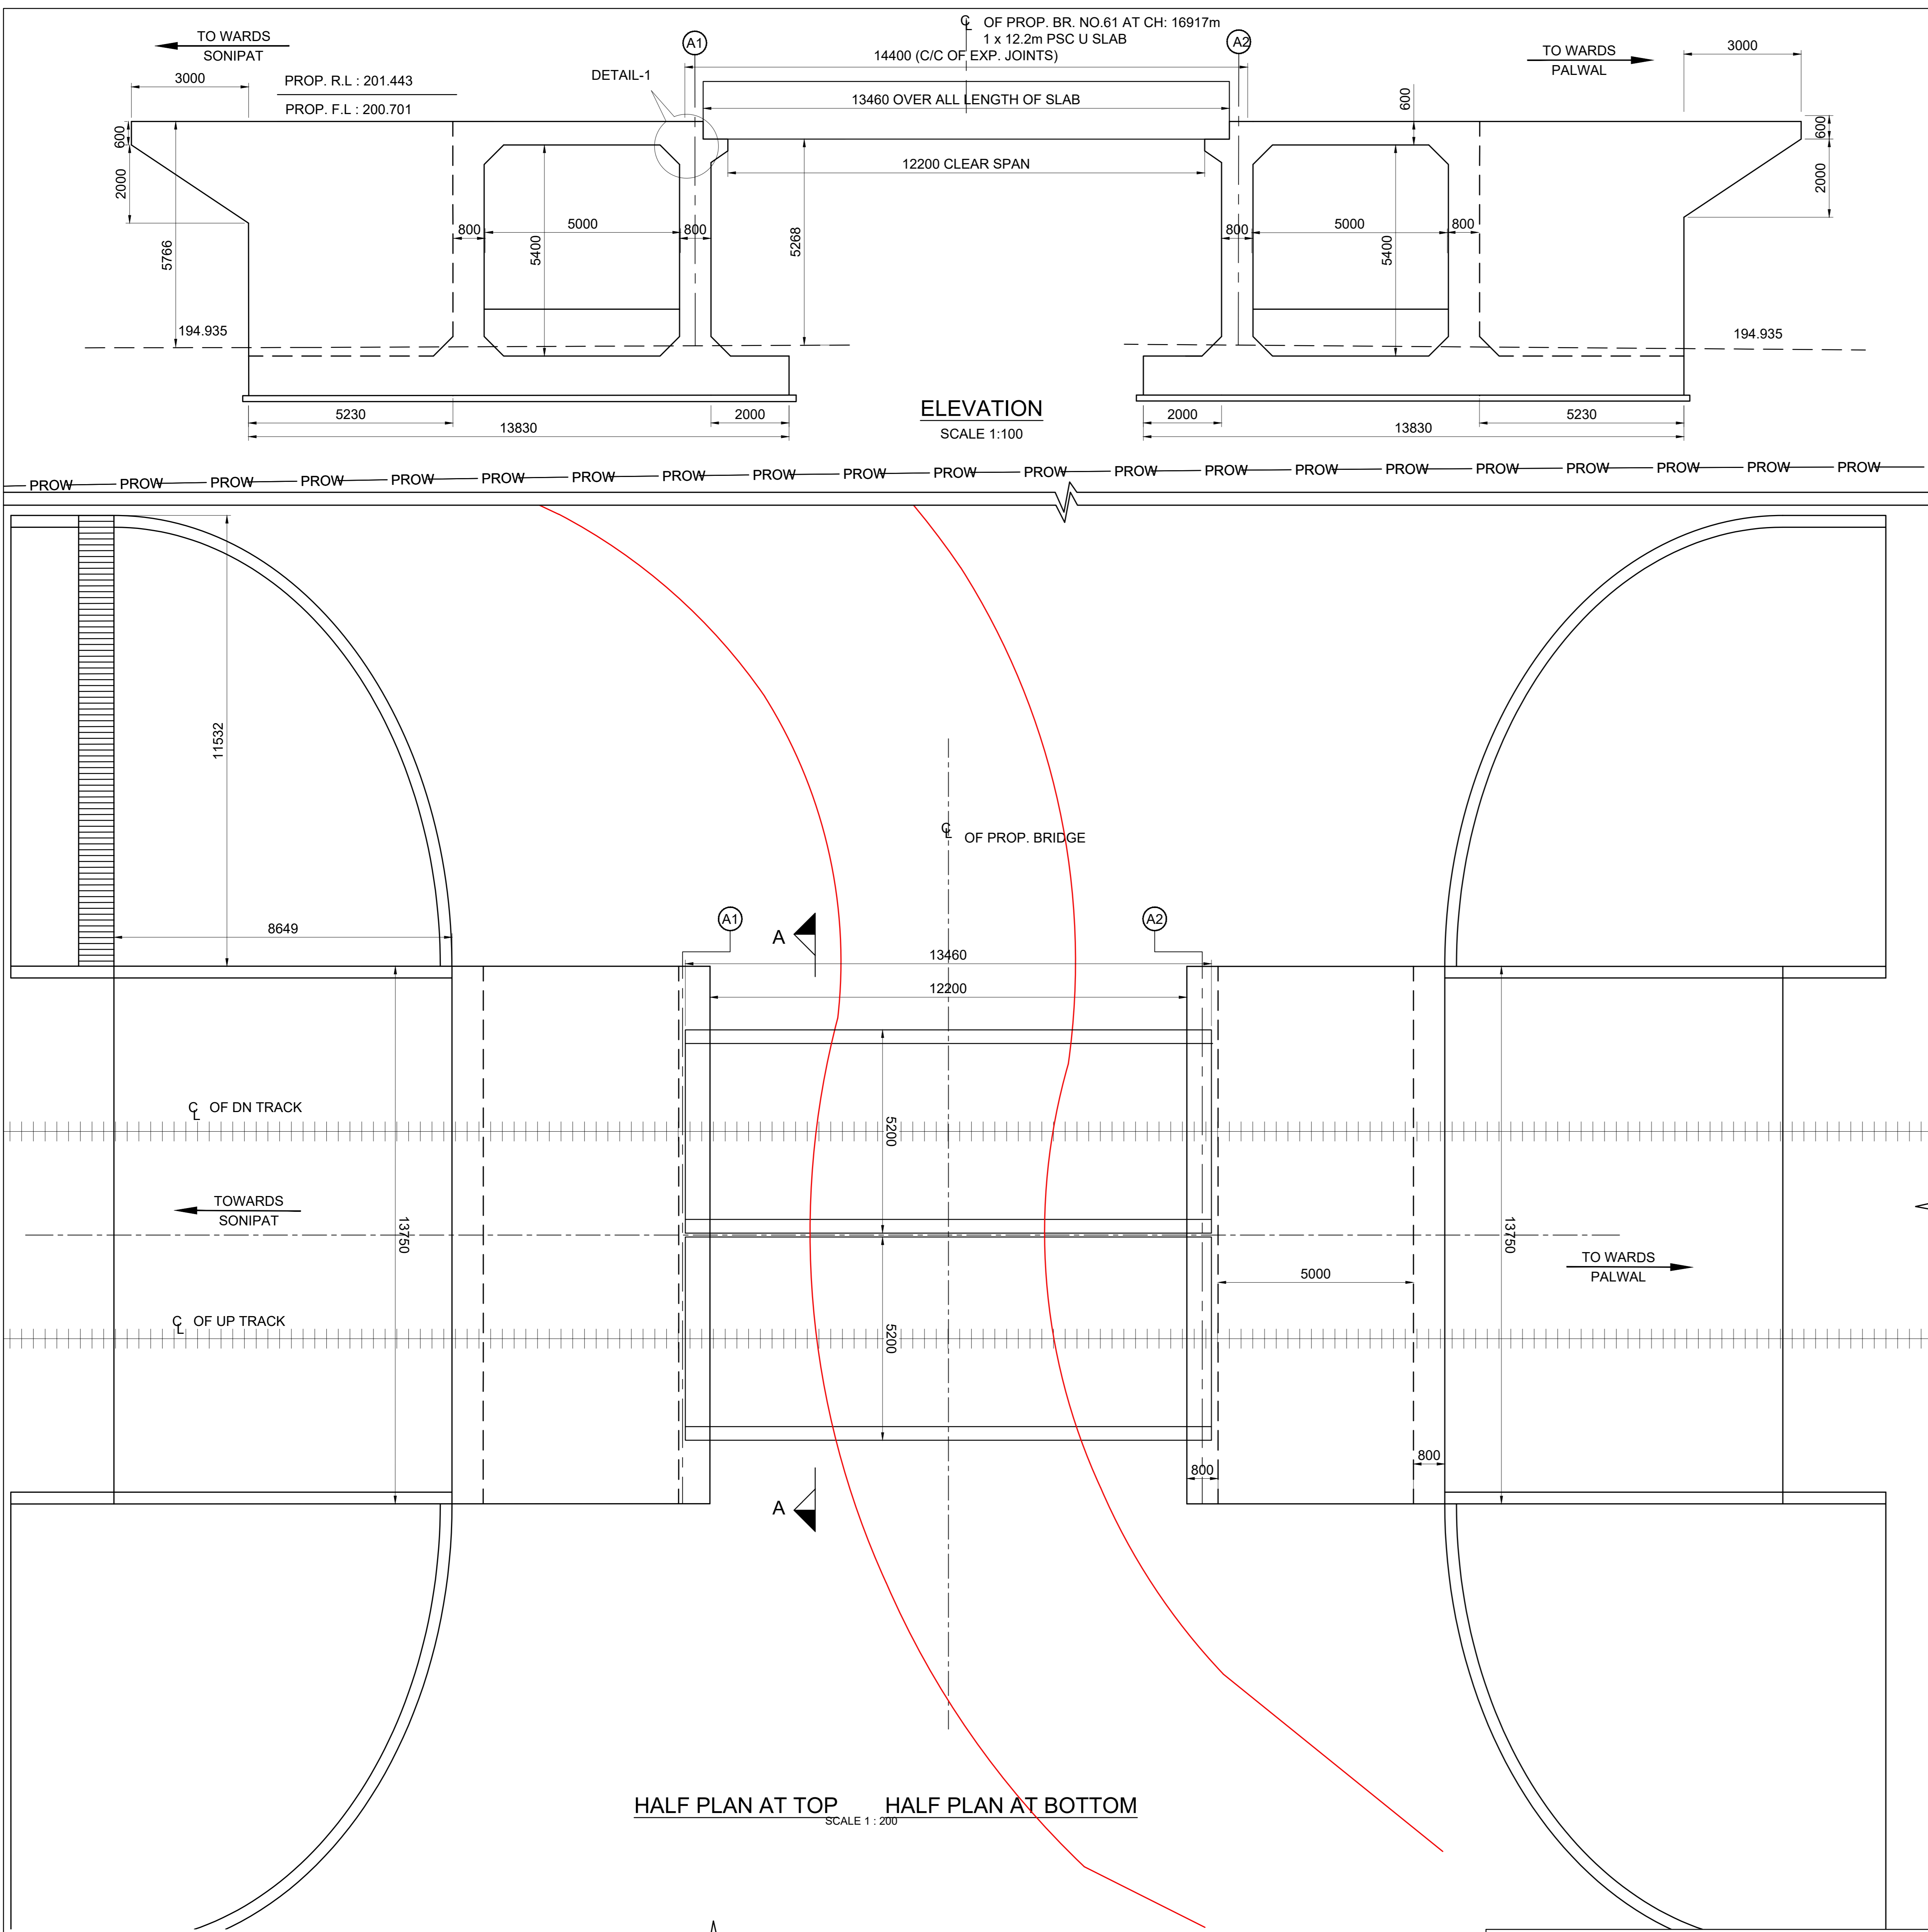 TO WARDS
SONIPAT
A1
℄ OF PROP. BR. NO.61 AT CH: 16917m
1 x 12.2m PSC U SLAB
14400 (C/C OF EXP. JOINTS)
A2
TO WARDS
PALWAL
3000
3000
PROP. R.L : 201.443
PROP. F.L : 200.701
DETAIL-1
13460 OVER ALL LENGTH OF SLAB
600
600
600
12200 CLEAR SPAN
2000
2000
5766
800
5000
800
5400
5268
800
5000
800
5400
194.935
194.935
5230
2000
13830
ELEVATION
SCALE 1:100
2000
5230
13830
PROW PROW PROW PROW PROW PROW PROW PROW PROW PROW PROW PROW PROW PROW PROW PROW PROW PROW PROW PROW PROW
11532
℄ OF PROP. BRIDGE
8649
A1
A
A2
13460
12200
℄ OF DN TRACK
5200
TOWARDS
SONIPAT
13750
13750
TO WARDS
PALWAL
5000
℄ OF UP TRACK
5200
800
800
A
HALF PLAN AT TOP HALF PLAN AT BOTTOM
SCALE 1 : 200